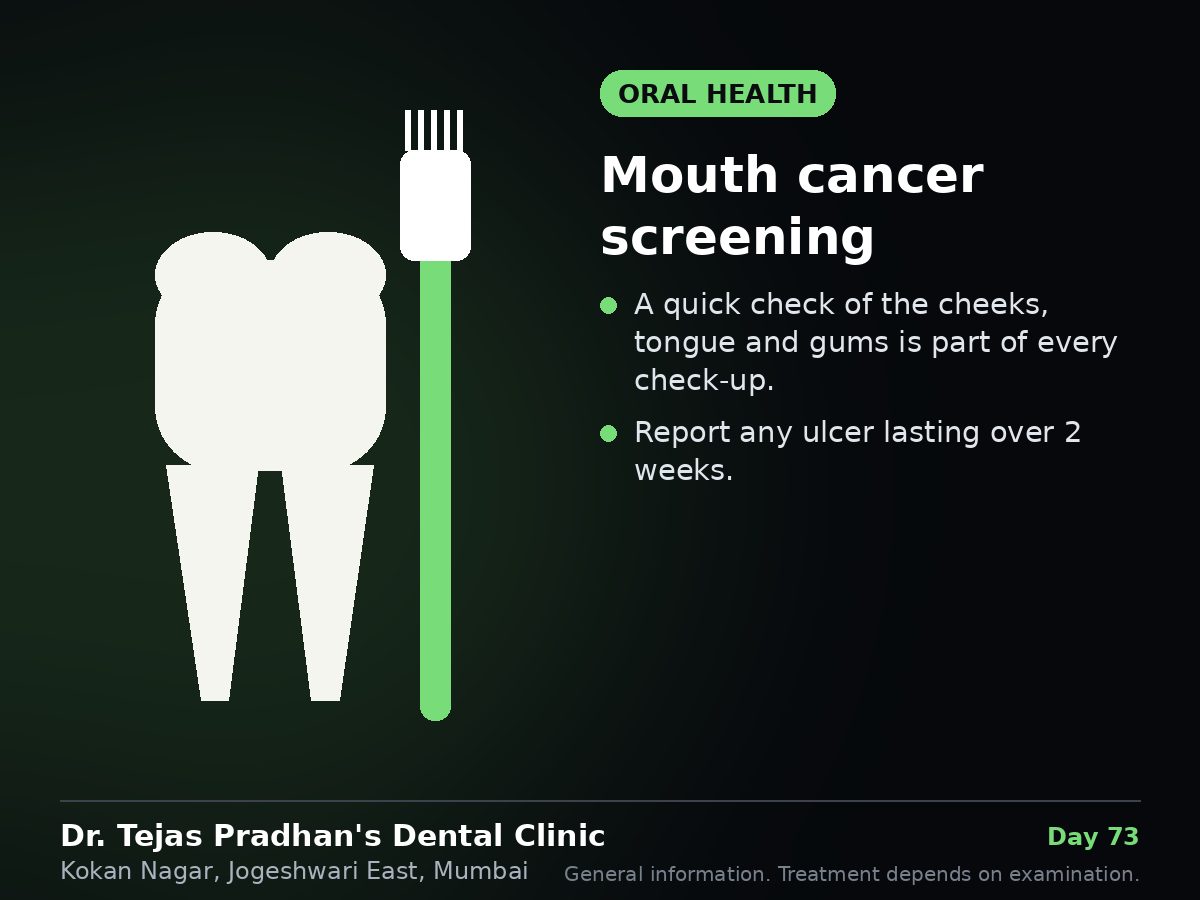 ORAL HEALTH
Mouth cancer
screening
A quick check of the cheeks,
tongue and gums is part of every
check-up.
Report any ulcer lasting over 2
weeks.
Dr. Tejas Pradhan's Dental Clinic
Kokan Nagar, Jogeshwari East, Mumbai
Day 73
General information. Treatment depends on examination.